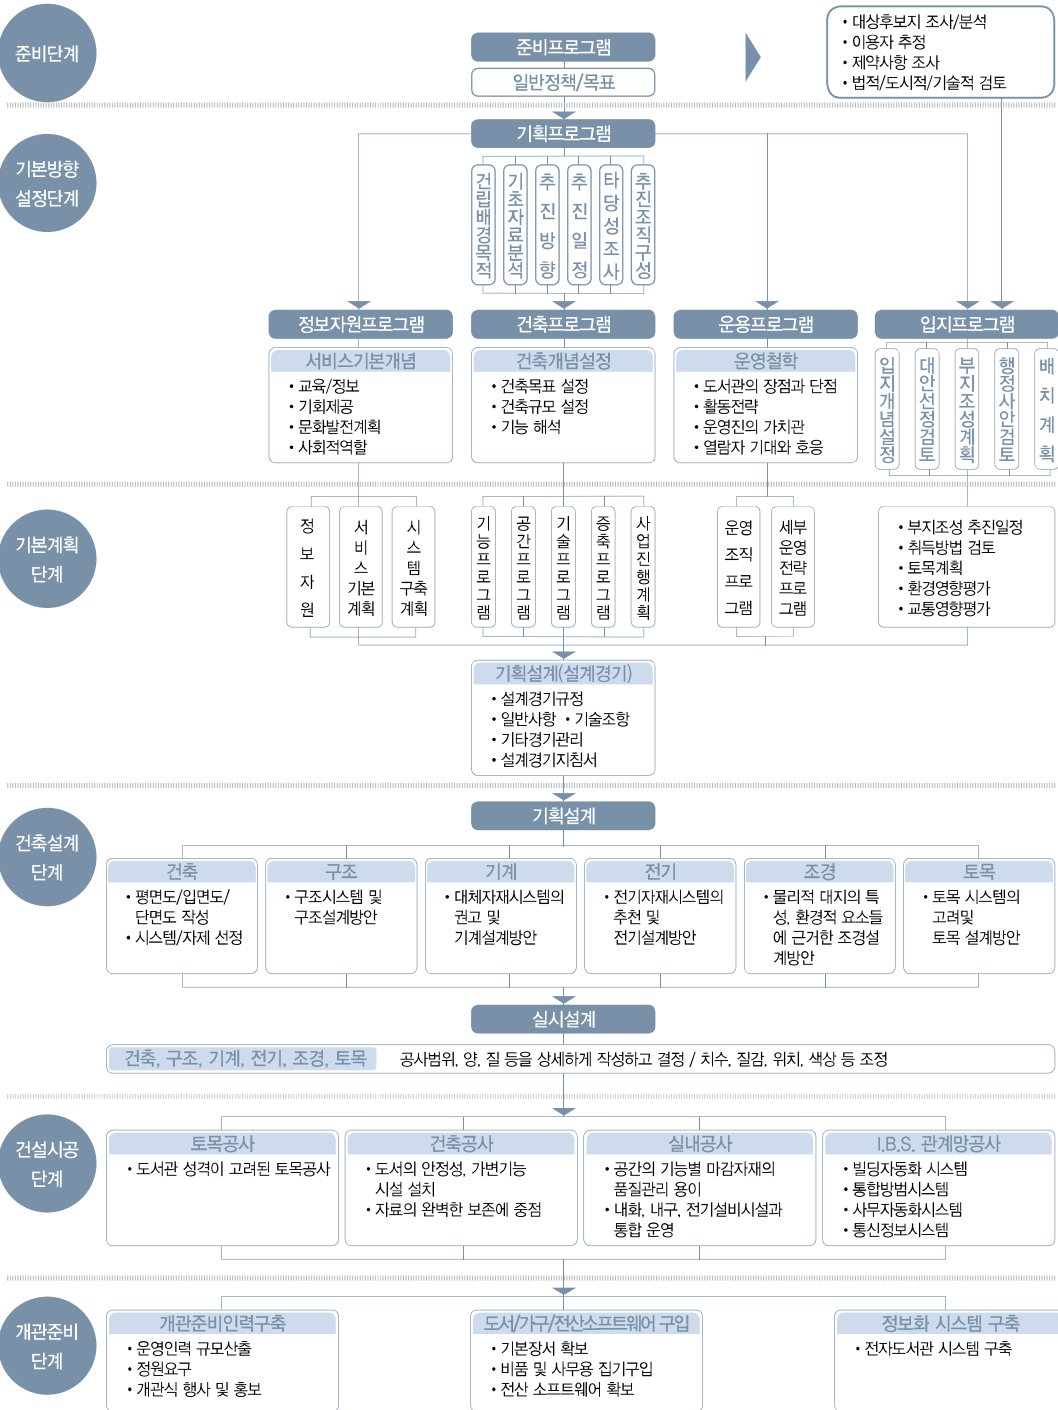 준비단계
준비프로그램
일반정책/목표
• 대상후보지 조사/분석
• 이용자 추정
• 제약사항 조사
• 법적/도시적/기술적 검토
기본방향
설정단계
기획프로그램
건립배경목적
기초자료분석
추진방향
추진일정
타당성조사
추진조직구성
정보자원프로그램
서비스기본개념
• 교육/정보
• 기회제공
• 문화발전계획
• 사회적역할
건축프로그램
건축개념설정
• 건축목표 설정
• 건축규모 설정
• 기능 해석
운용프로그램
운영철학
• 도서관의 장점과 단점
• 활동전략
• 운영진의 가치관
• 열람자 기대와 호응
입지프로그램
입지개념설정
대안선정검토
부지조성계획
행정사안검토
배치계획
기본계획
단계
정보자원
서비스기본계획
시스템구축계획
기능프로그램
공간프로그램
기술프로그램
증축프로그램
사업진행계획
운영조직프로그램
세부운영전략프로그램
• 부지조성 추진일정
• 취득방법 검토
• 토목계획
• 환경영향평가
• 교통영향평가
기획설계(설계경기)
• 설계경기규정
• 일반사항 • 기술조항
• 기타경기관리
• 설계경기지침서
건축설계
단계
기획설계
건축
• 평면도/입면도/
단면도 작성
• 시스템/자제 선정
구조
• 구조시스템 및
구조설계방안
기계
• 대체자재시스템의
권고 및
기계설계방안
전기
• 전기자재시스템의
추천 및
전기설계방안
조경
• 물리적 대지의 특
성, 환경적 요소들
에 근거한 조경설
계방안
토목
• 토목 시스템의
고려및
토목 설계방안
실시설계
건축, 구조, 기계, 전기, 조경, 토목 공사범위, 양, 질 등을 상세하게 작성하고 결정 / 치수, 질감, 위치, 색상 등 조정
건설시공
단계
토목공사
• 도서관 성격이 고려된 토목공사
건축공사
• 도서의 안정성, 가변기능
시설 설치
• 자료의 완벽한 보존에 중점
실내공사
• 공간의 기능별 마감자재의
품질관리 용이
• 내화, 내구, 전기설비시설과
통합 운영
I.B.S. 관계망공사
• 빌딩자동화 시스템
• 통합방범시스템
• 사무자동화시스템
• 통신정보시스템
개관준비
단계
개관준비인력구축
• 운영인력 규모산출
• 정원요구
• 개관식 행사 및 홍보
도서/가구/전산소프트웨어 구입
• 기본장서 확보
• 비품 및 사무용 집기구입
• 전산 소프트웨어 확보
정보화 시스템 구축
• 전자도서관 시스템 구축